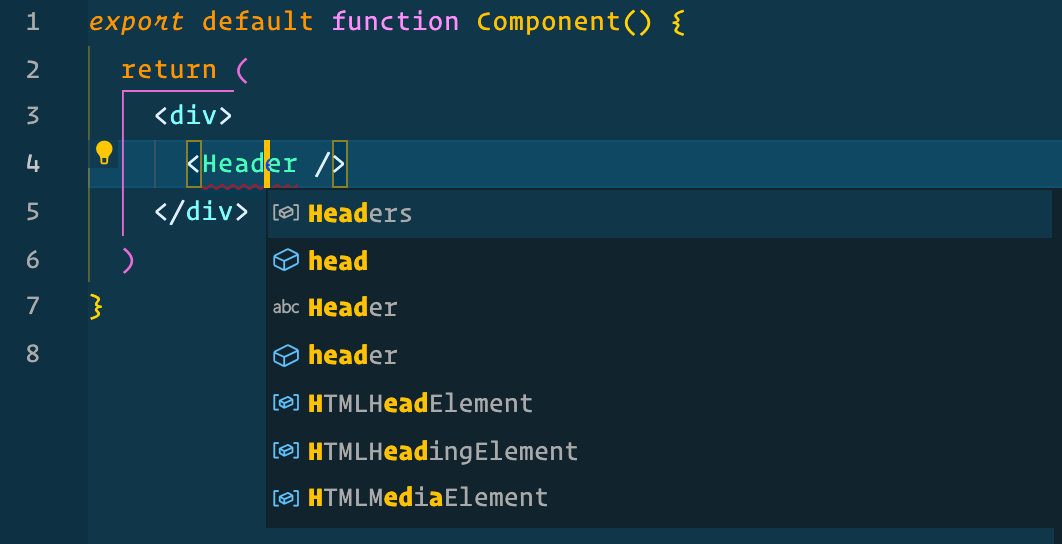 1 export default function Component() {
2 return (
3 <div>
4 <Header />
5 </div>
6 )
7 }
8
Headers
head
abc Header
header
HTMLHeadElement
HTMLHeadingElement
HTMLMediaElement